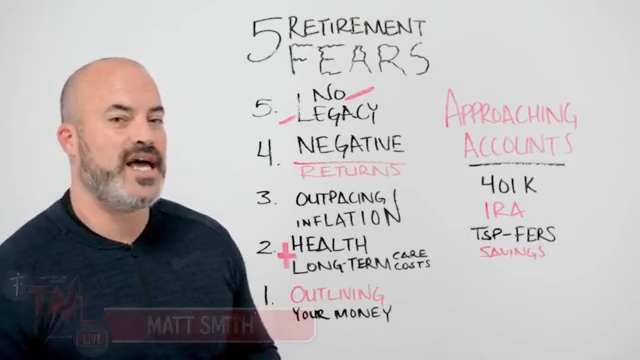 5 RETIREMENT
FEARS
5. NO
LEGACY
4. NEGATIVE
RETURNS
3. OUTPACING
INFLATION
2. HEALTH
LONG-TERM CARE COSTS
1. OUTLIVING
YOUR MONEY
APPROACHING
ACCOUNTS
401K
IRA
TSP-FERS
SAVINGS
LIVE
MATT SMITH